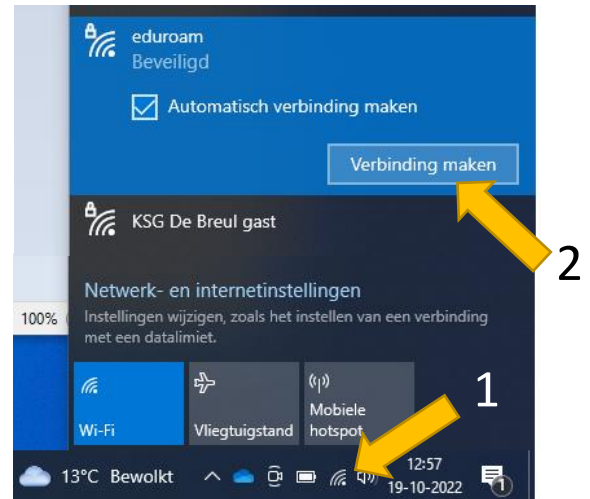 eduroam
Beveiligd
Automatisch verbinding maken
Verbinding maken
KSG De Breul gast
2
Netwerk- en internetinstellingen
100%
Instellingen wijzigen, zoals het instellen van een verbinding
met een datalimiet.
1
Wi-Fi
Vliegtuigstand
Mobiele
hotspot
13°C Bewolkt
12:57
19-10-2022
1